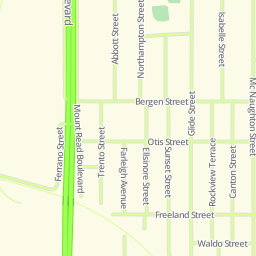 evard
Abbott Street
Northampton Street
Isabelle Street
Bergen Street
Glide Street
Mc Naughton Street
Mount Read Boulevard
Trento Street
Ferrano Street
Otis Street
Farleigh Avenue
Ellsinore Street
Sunset Street
Rockview Terrace
Canton Street
Freeland Street
Waldo Street